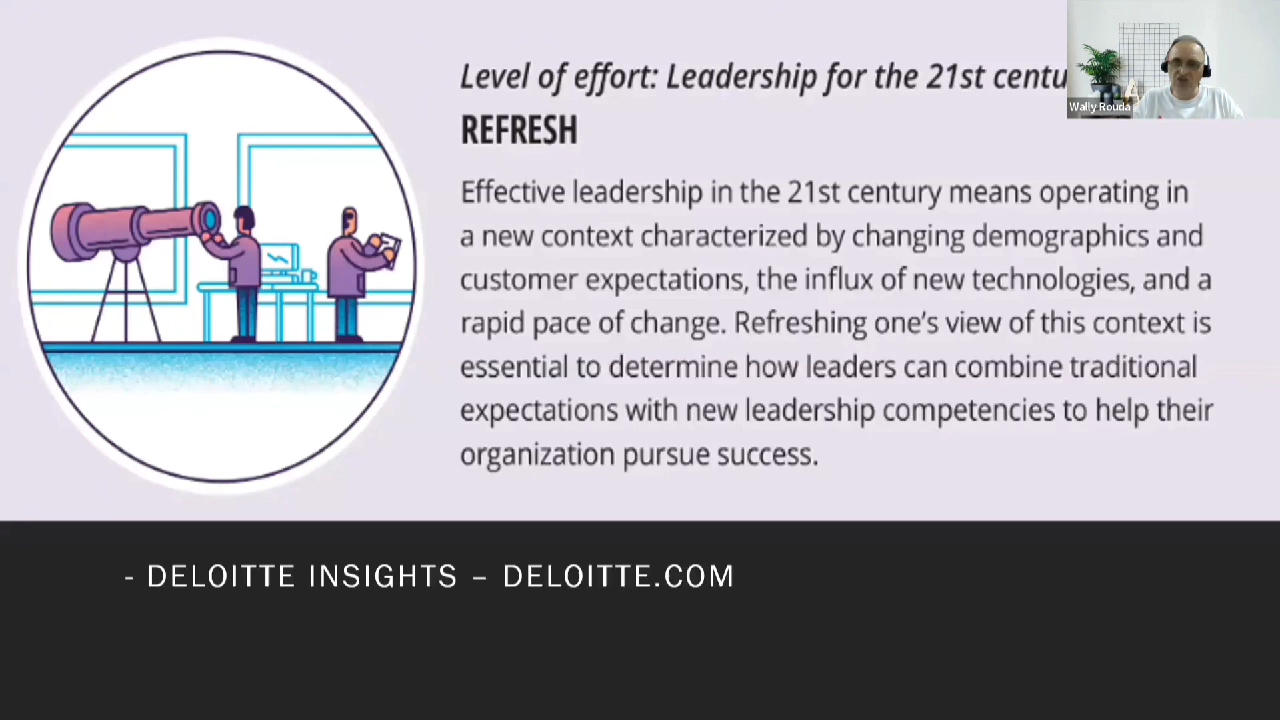 Level of effort: Leadership for the 21st centu
REFRESH
Effective leadership in the 21st century means operating in
a new context characterized by changing demographics and
customer expectations, the influx of new technologies, and a
rapid pace of change. Refreshing one’s view of this context is
essential to determine how leaders can combine traditional
expectations with new leadership competencies to help their
organization pursue success.
- DELOITTE INSIGHTS – DELOITTE.COM
Wally Rouda